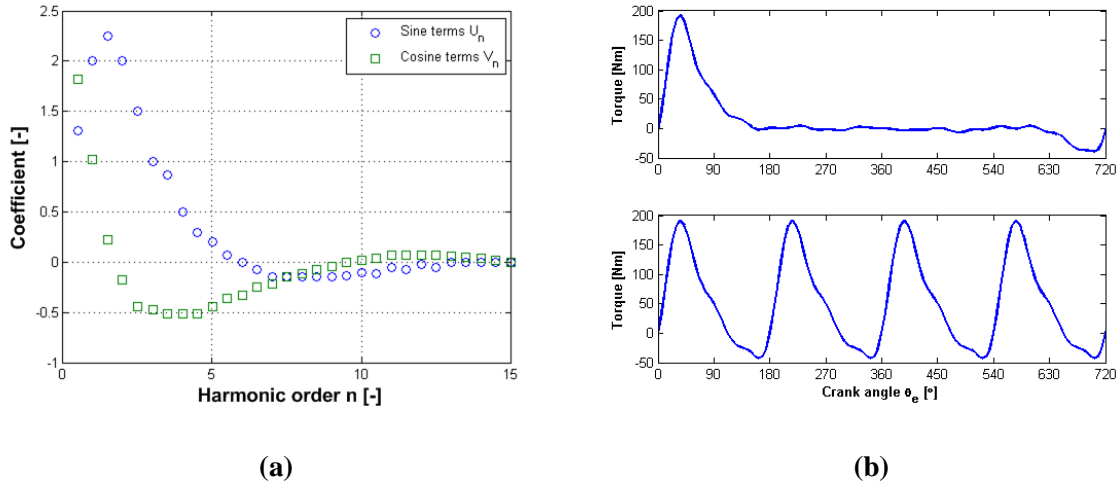 2.5
2
1.5
1
0.5
0
-0.5
-1
Coefficient [-]
Sine terms Uₙ
Cosine terms Vₙ
0 5 10 15
Harmonic order n [-]
(a)
200
150
100
50
0
-50
Torque [Nm]
0 90 180 270 360 450 540 630 720
200
150
100
50
0
-50
Torque [Nm]
0 90 180 270 360 450 540 630 720
Crank angle θₑ [º]
(b)